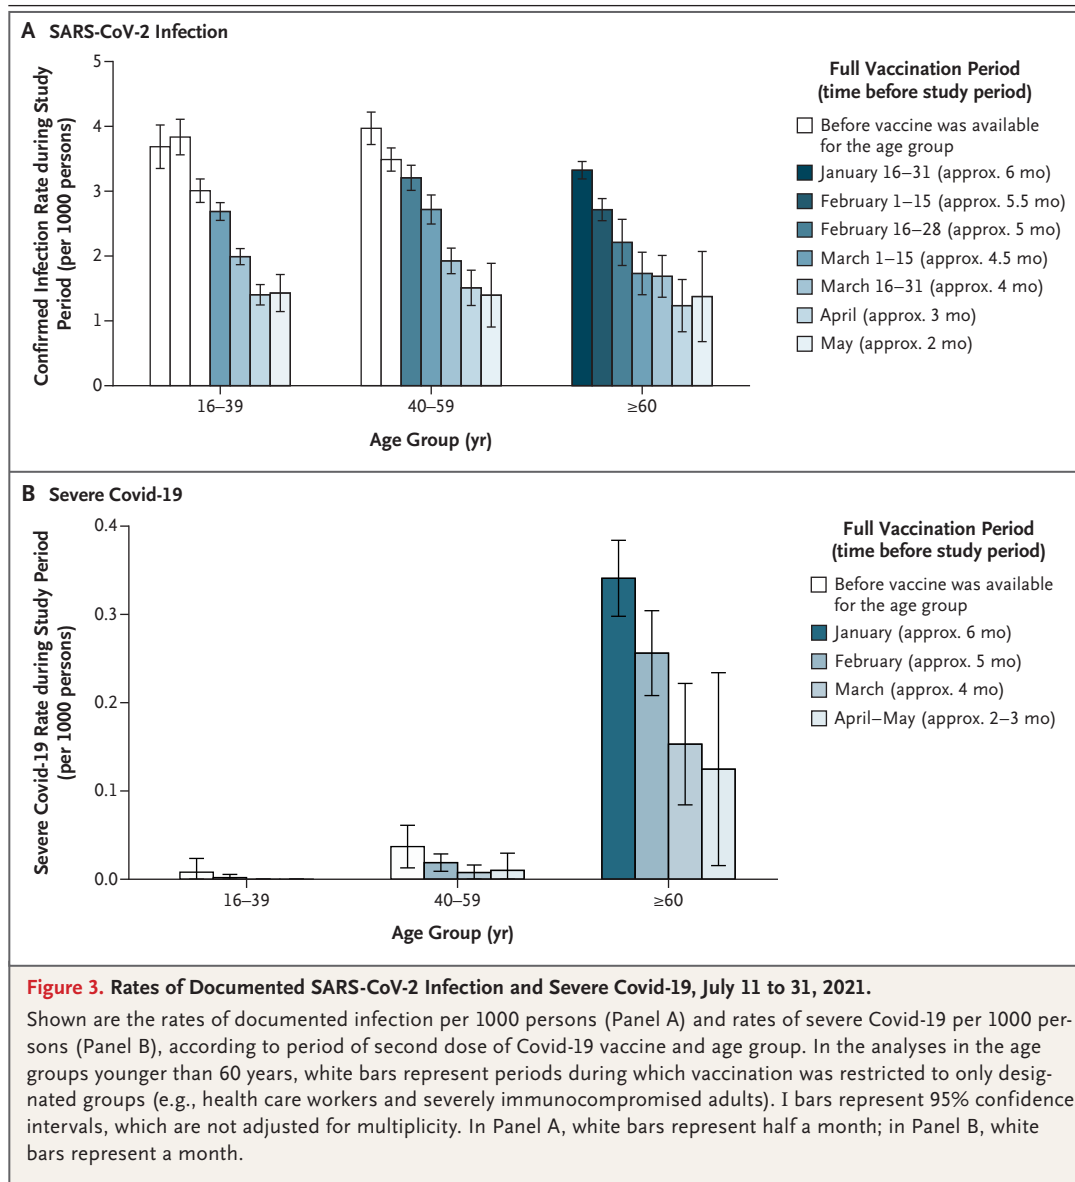 A SARS-CoV-2 Infection
Confirmed Infection Rate during Study
Period (per 1000 persons)
5
4
3
2
1
0
16–39
40–59
≥60
Age Group (yr)
Full Vaccination Period
(time before study period)
Before vaccine was available
for the age group
January 16–31 (approx. 6 mo)
February 1–15 (approx. 5.5 mo)
February 16–28 (approx. 5 mo)
March 1–15 (approx. 4.5 mo)
March 16–31 (approx. 4 mo)
April (approx. 3 mo)
May (approx. 2 mo)
B Severe Covid-19
Severe Covid-19 Rate during Study Period
(per 1000 persons)
0.4
0.3
0.2
0.1
0.0
16–39
40–59
≥60
Age Group (yr)
Full Vaccination Period
(time before study period)
Before vaccine was available
for the age group
January (approx. 6 mo)
February (approx. 5 mo)
March (approx. 4 mo)
April–May (approx. 2–3 mo)
Figure 3. Rates of Documented SARS-CoV-2 Infection and Severe Covid-19, July 11 to 31, 2021.
Shown are the rates of documented infection per 1000 persons (Panel A) and rates of severe Covid-19 per 1000 per-
sons (Panel B), according to period of second dose of Covid-19 vaccine and age group. In the analyses in the age
groups younger than 60 years, white bars represent periods during which vaccination was restricted to only desig-
nated groups (e.g., health care workers and severely immunocompromised adults). I bars represent 95% confidence
intervals, which are not adjusted for multiplicity. In Panel A, white bars represent half a month; in Panel B, white
bars represent a month.